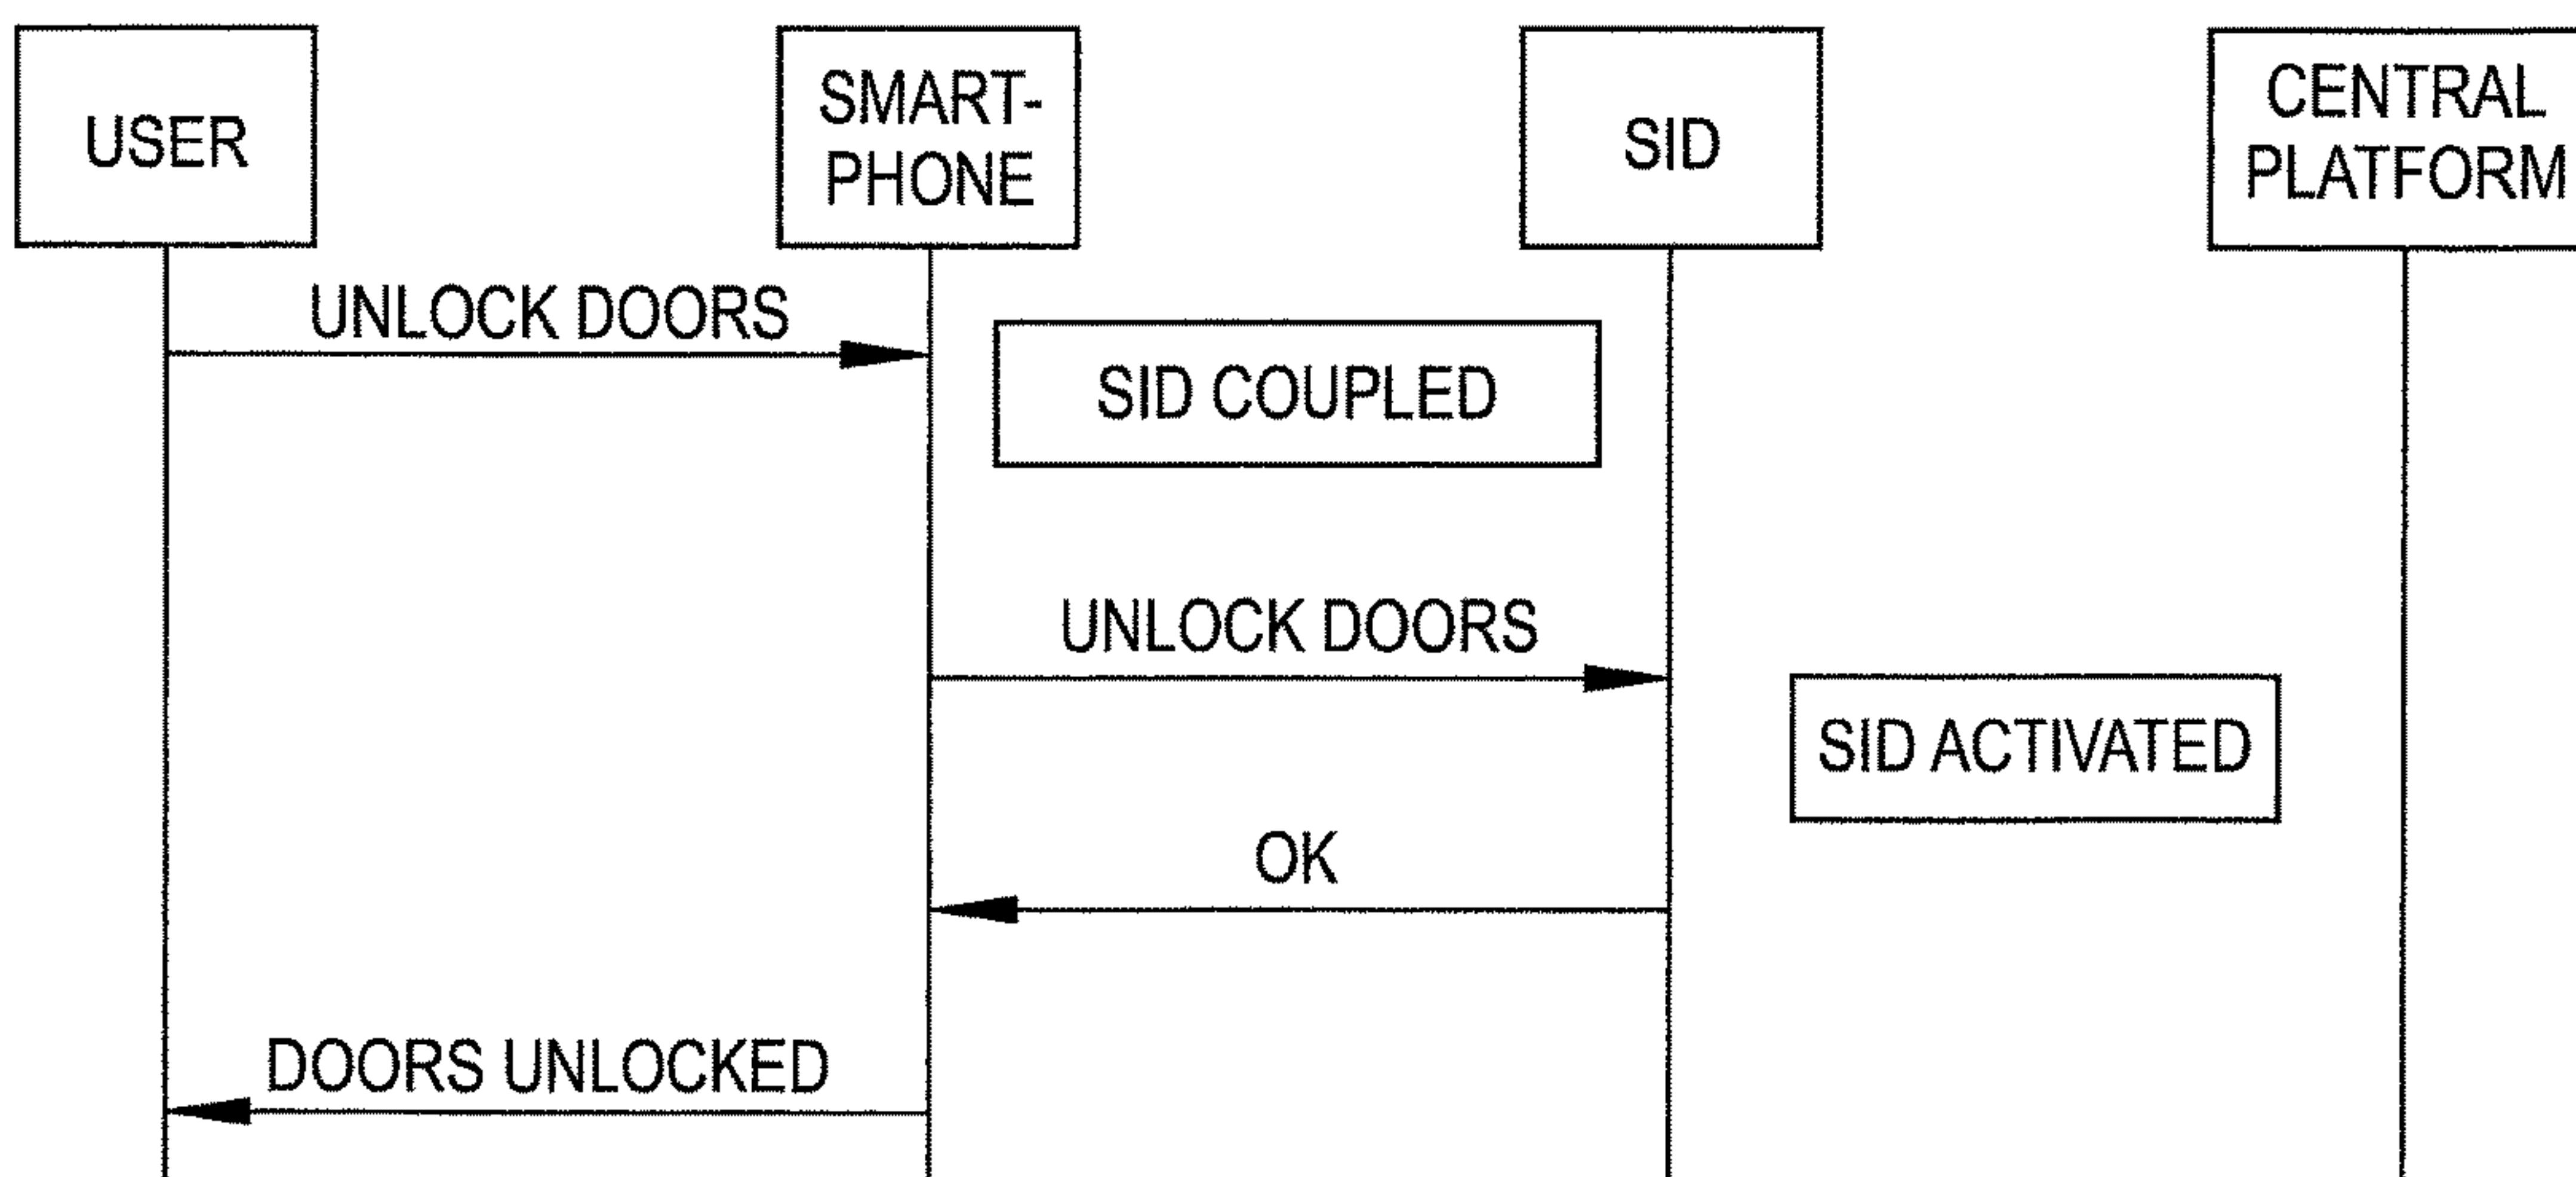 USER
SMART-
PHONE
SID
CENTRAL
PLATFORM
UNLOCK DOORS
SID COUPLED
UNLOCK DOORS
SID ACTIVATED
OK
DOORS UNLOCKED